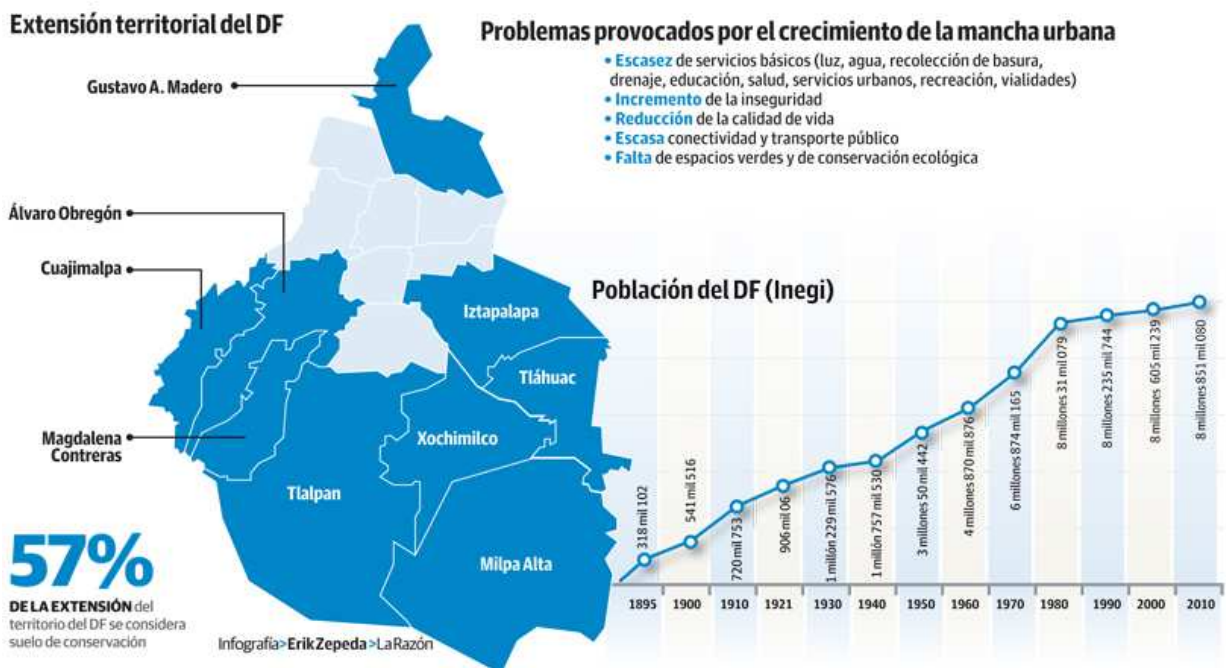 Extensión territorial del DF
Gustavo A. Madero
Álvaro Obregón
Cuajimalpa
Magdalena
Contreras
Iztapalapa
Tláhuac
Xochimilco
Tlalpan
Milpa Alta
57%
DE LA EXTENSIÓN del
territorio del DF se considera
suelo de conservación
Infografía>Erik Zepeda>La Razón
Problemas provocados por el crecimiento de la mancha urbana
• Escasez de servicios básicos (luz, agua, recolección de basura,
drenaje, educación, salud, servicios urbanos, recreación, vialidades)
• Incremento de la inseguridad
• Reducción de la calidad de vida
• Escasa conectividad y transporte público
• Falta de espacios verdes y de conservación ecológica
Población del DF (Inegi)
318 mil 102
541 mil 516
720 mil 753
906 mil 06
1 millón 229 mil 576
1 millón 757 mil 530
3 millones 50 mil 442
4 millones 870 mil 876
6 millones 874 mil 165
8 millones 31 mil 079
8 millones 235 mil 744
8 millones 605 mil 239
8 millones 851 mil 080
1895 1900 1910 1921 1930 1940 1950 1960 1970 1980 1990 2000 2010